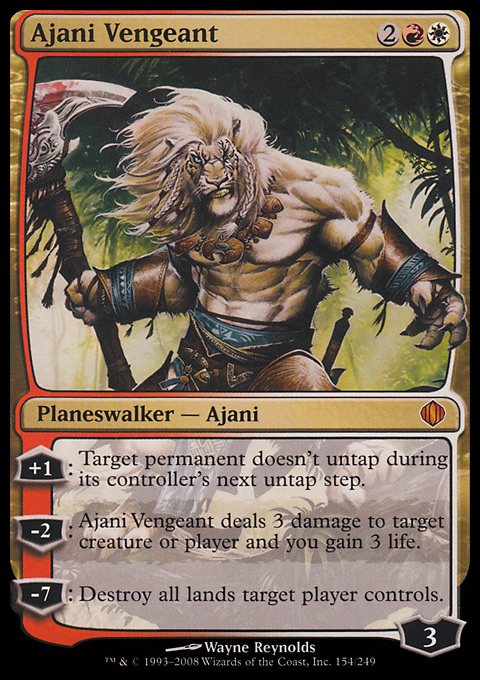 Ajani Vengeant 2
Planeswalker — Ajani
+1 : Target permanent doesn't untap during
its controller's next untap step.
-2 : Ajani Vengeant deals 3 damage to target
creature or player and you gain 3 life.
-7 : Destroy all lands target player controls.
3
Wayne Reynolds
™ & © 1993–2008 Wizards of the Coast, Inc. 154/249